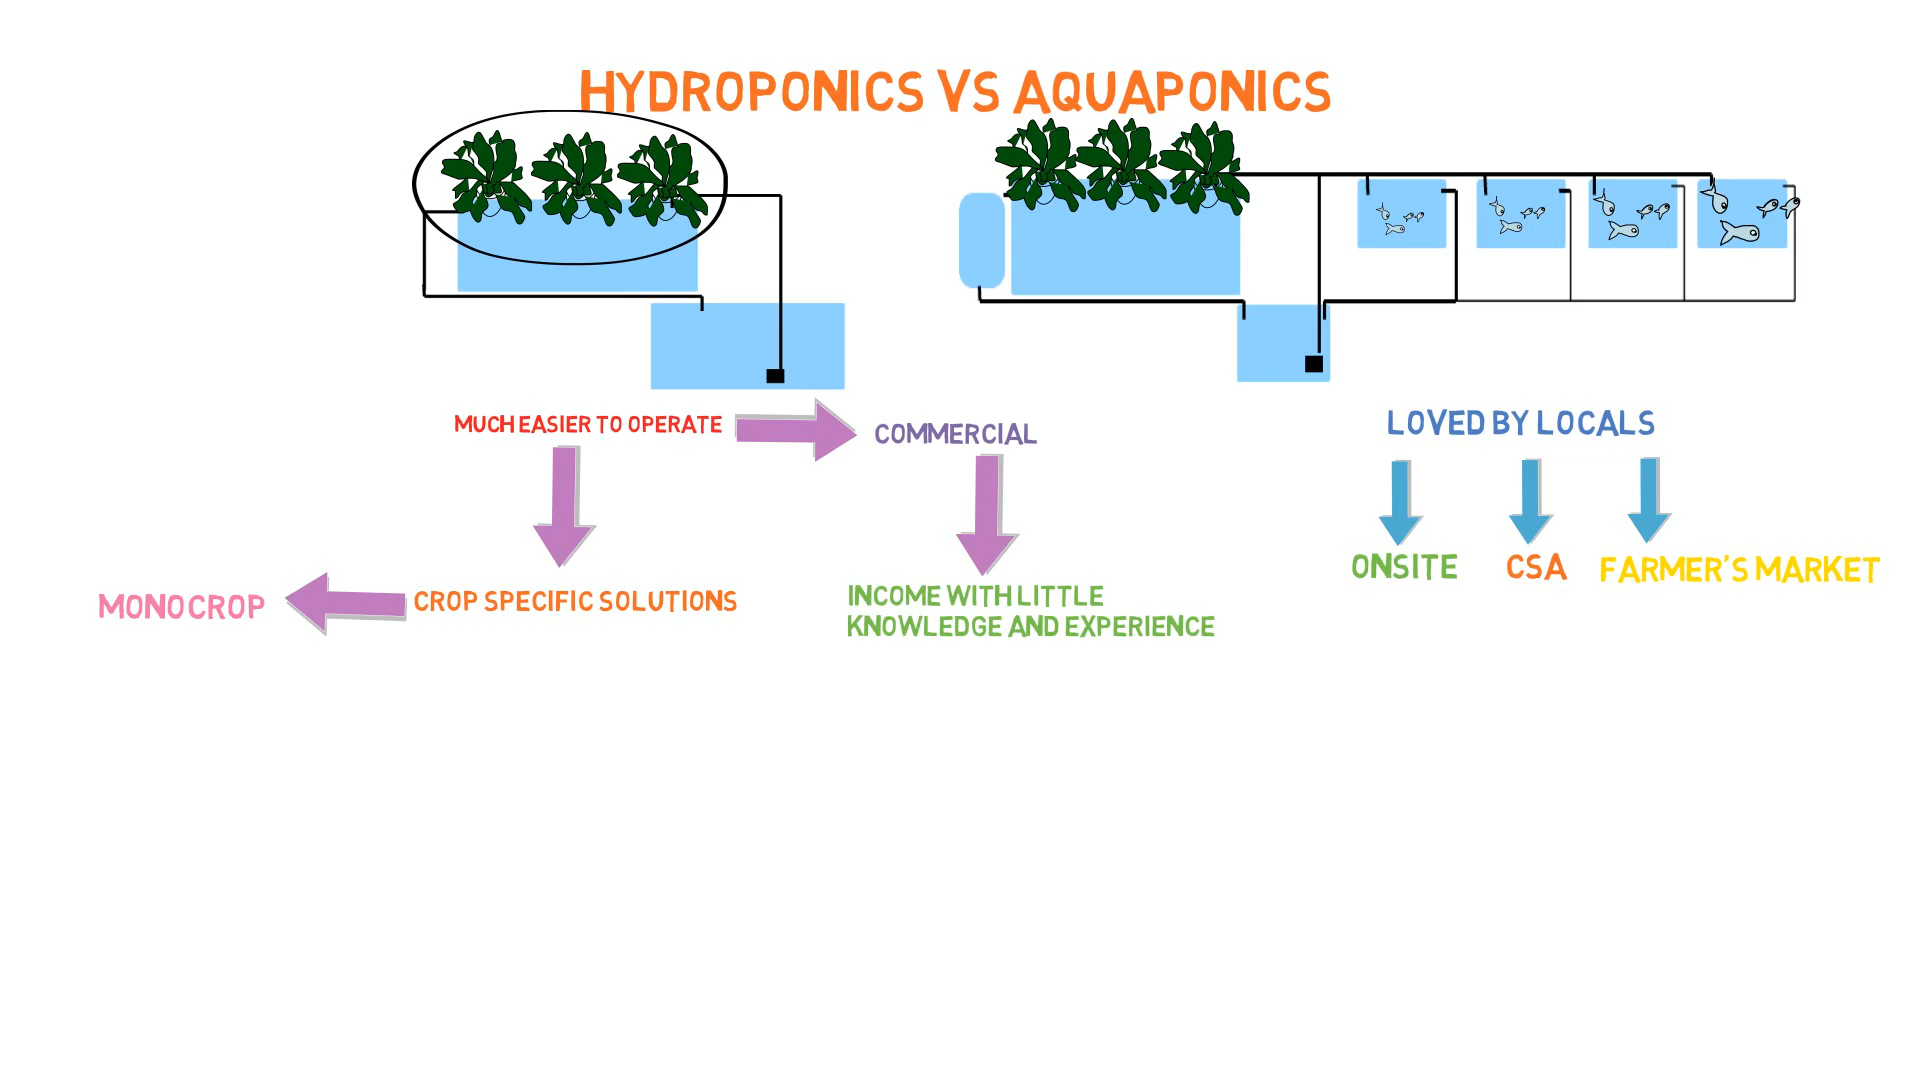 HYDROPONICS VS AQUAPONICS
MUCH EASIER TO OPERATE
COMMERCIAL
LOVED BY LOCALS
ONSITE
CSA
FARMER'S MARKET
MONOCROP
CROP SPECIFIC SOLUTIONS
INCOME WITH LITTLE
KNOWLEDGE AND EXPERIENCE